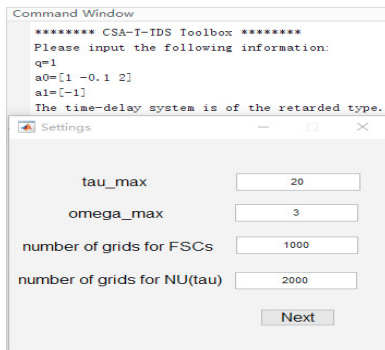 Command Window
******** CSA-T-TDS Toolbox ********
Please input the following information:
q=1
a0=[1 -0.1 2]
a1=[-1]
The time-delay system is of the retarded type.
Settings
tau_max 20
omega_max 3
number of grids for FSCs 1000
number of grids for NU(tau) 2000
Next